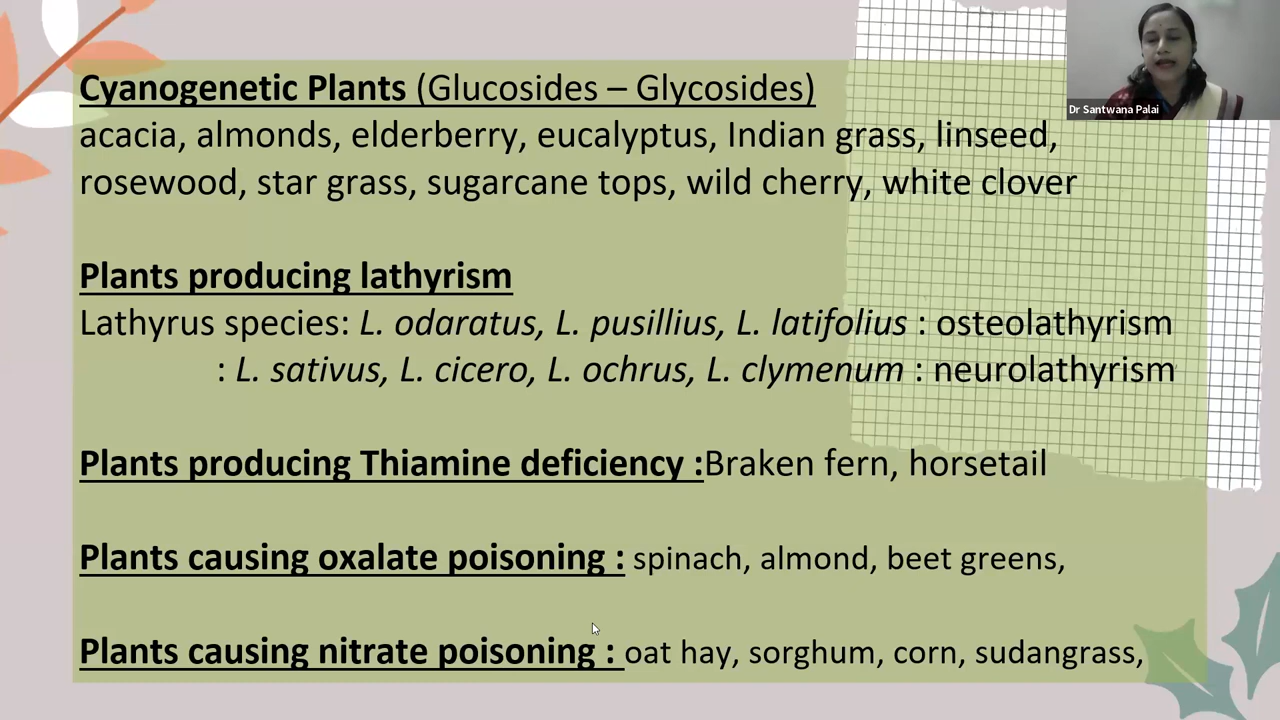 Cyanogenetic Plants (Glucosides – Glycosides)
acacia, almonds, elderberry, eucalyptus, Indian grass, linseed,
rosewood, star grass, sugarcane tops, wild cherry, white clover
Plants producing lathyrism
Lathyrus species: L. odaratus, L. pusillius, L. latifolius : osteolathyrism
: L. sativus, L. cicero, L. ochrus, L. clymenum : neurolathyrism
Plants producing Thiamine deficiency :Braken fern, horsetail
Plants causing oxalate poisoning : spinach, almond, beet greens,
Plants causing nitrate poisoning : oat hay, sorghum, corn, sudangrass,
Dr Santwana Palai